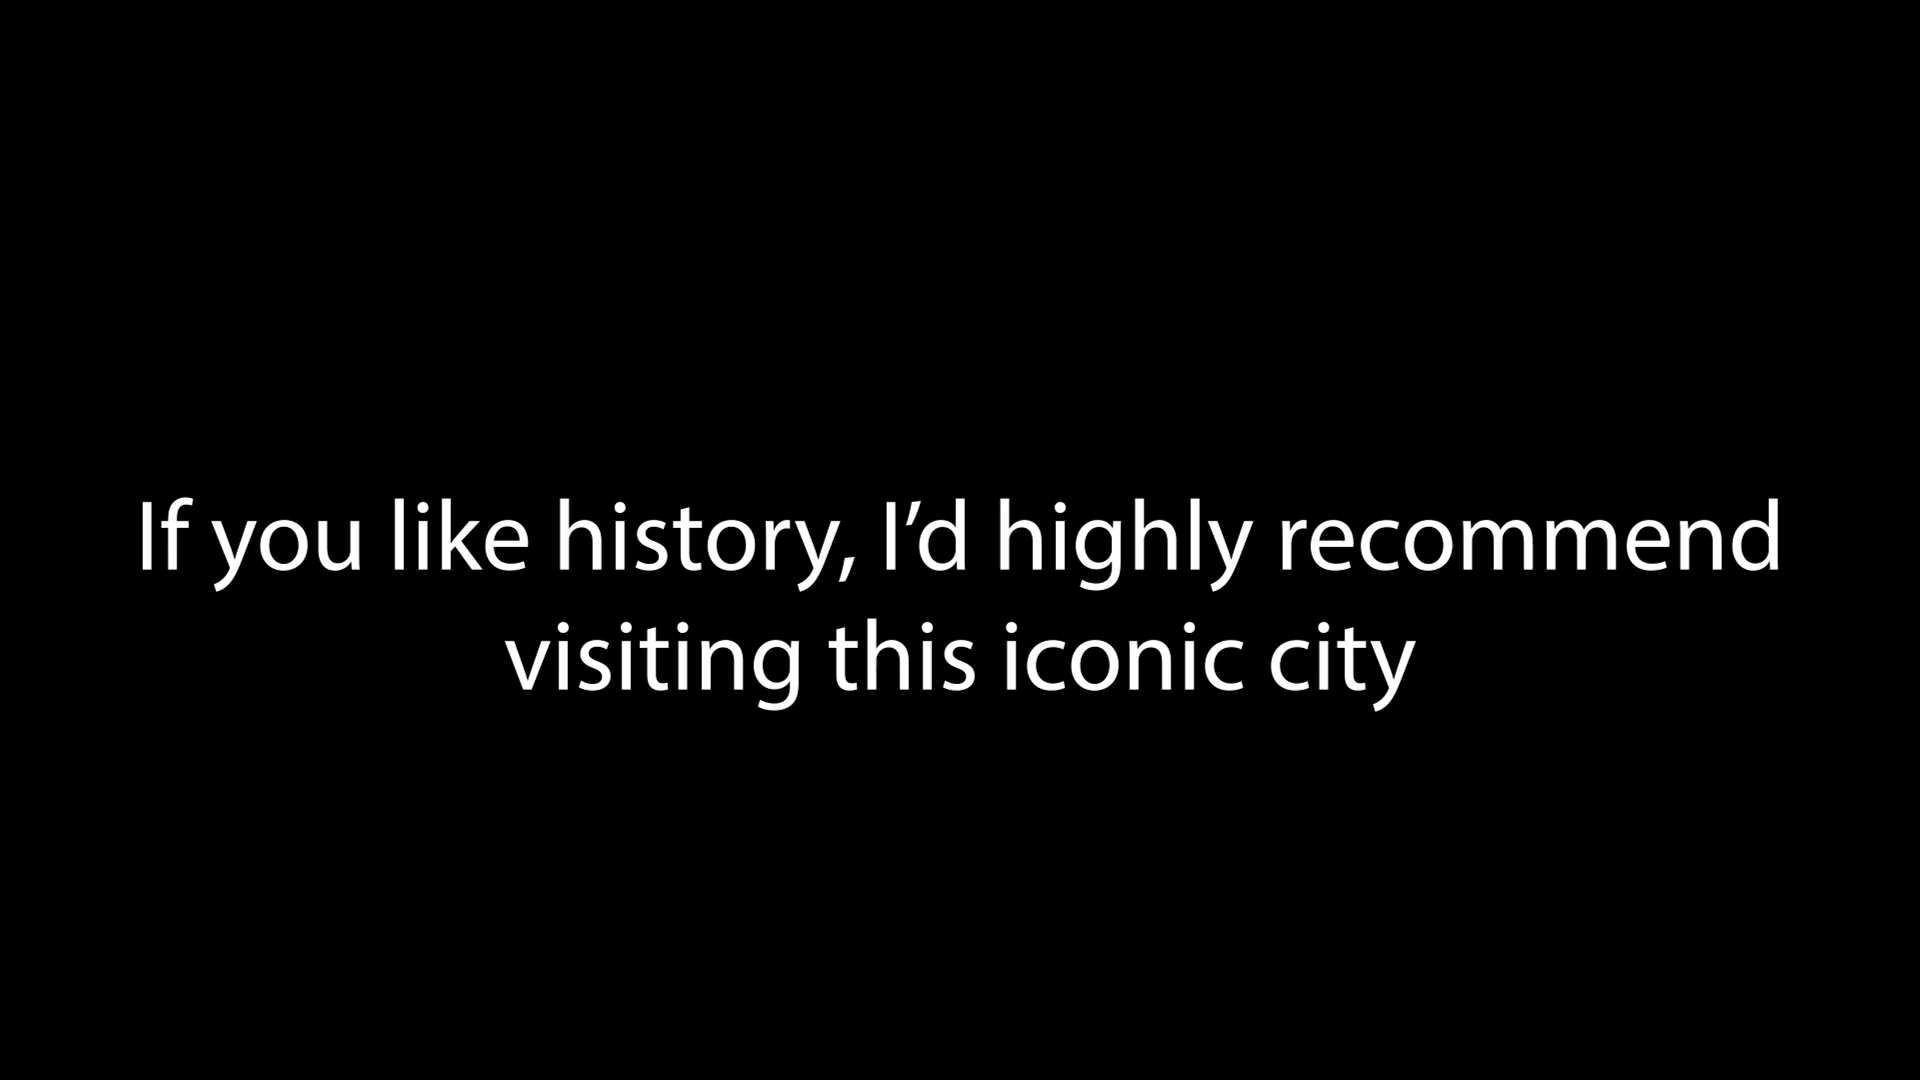 If you like history, I’d highly recommend
visiting this iconic city